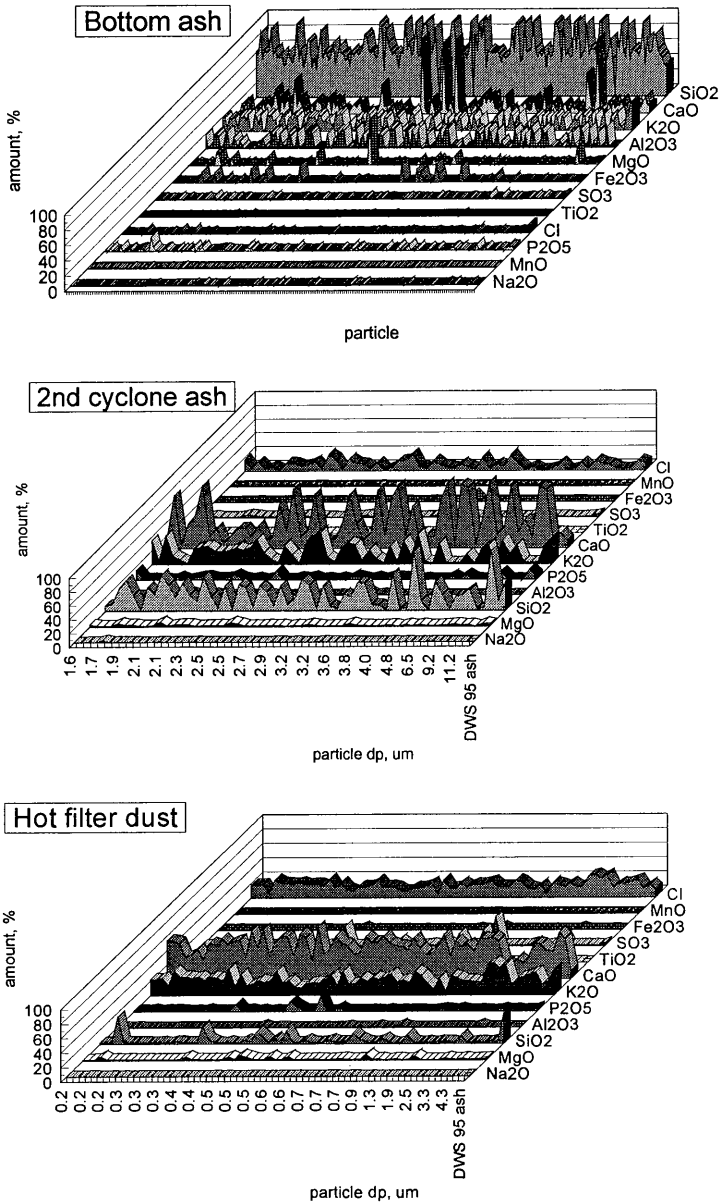 Bottom ash
amount, %
100
80
60
40
20
0
SiO2
CaO
K2O
Al2O3
MgO
Fe2O3
SO3
TiO2
Cl
P2O5
MnO
Na2O
particle
2nd cyclone ash
amount, %
100
80
60
40
20
0
Cl
MnO
Fe2O3
SO3
TiO2
CaO
K2O
P2O5
Al2O3
SiO2
MgO
Na2O
1.6 1.7 1.9 2.1 2.1 2.3 2.5 2.5 2.7 2.9 3.2 3.2 3.6 3.8 4.0 4.8 6.5 9.2 11.2 DWS 95 ash
particle dp, um
Hot filter dust
amount, %
100
80
60
40
20
0
Cl
MnO
Fe2O3
SO3
TiO2
CaO
K2O
P2O5
Al2O3
SiO2
MgO
Na2O
0.2 0.2 0.2 0.3 0.3 0.3 0.4 0.4 0.5 0.5 0.6 0.6 0.7 0.7 0.7 0.9 1.3 1.9 2.5 3.3 4.3 DWS 95 ash
particle dp, um